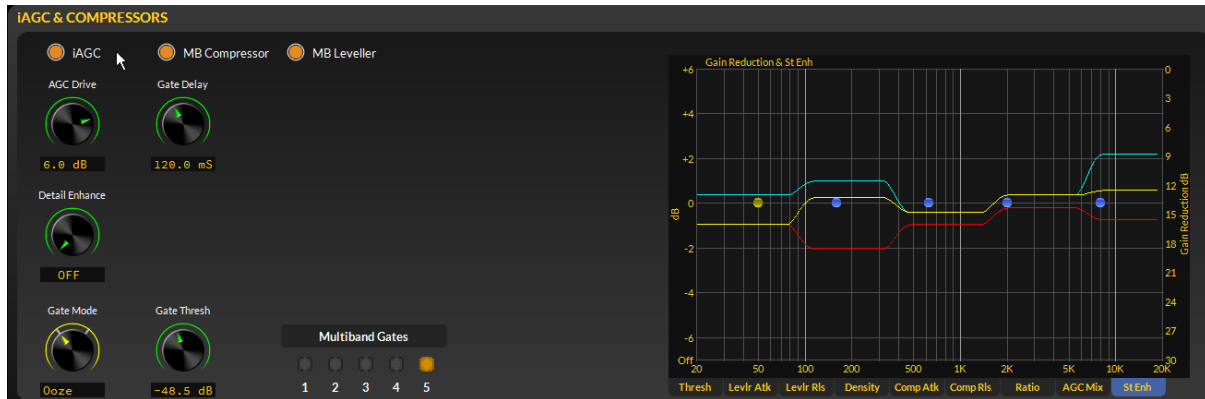 iAGC & COMPRESSORS
iAGC MB Compressor MB Leveller
AGC Drive Gate Delay
6.0 dB 120.0 mS
Detail Enhance
OFF
Gate Mode Gate Thresh
Ooze -48.5 dB
Multiband Gates
1 2 3 4 5
Gain Reduction & St Enh
+6 0
3
+4
6
+2 9
12
0
15
-2 18
21
-4
24
27
-6
Off 30
dB
Gain Reduction dB
20 50 100 200 500 1K 2K 5K 10K 20K
Thresh Levlr Atk Levlr Rls Density Comp Atk Comp Rls Ratio AGC Mix St Enh